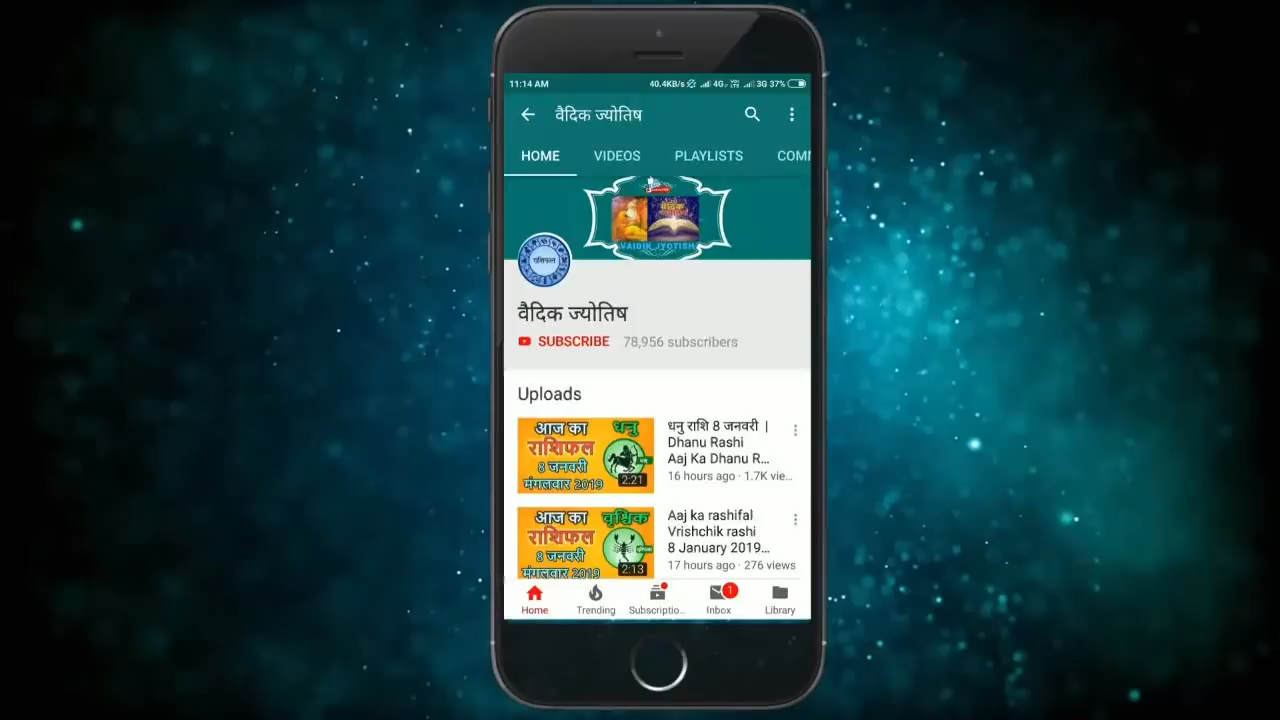 11:14 AM
40.4KB/s 4G VoLTE 3G 37%
वैदिक ज्योतिष
HOME VIDEOS PLAYLISTS COMM
वैदिक
VAIDIK JYOTISH
राशिफल
वैदिक ज्योतिष
SUBSCRIBE 78,956 subscribers
Uploads
आज का धनु
राशिफल
8 जनवरी
मंगलवार 2019
2:21
धनु राशि 8 जनवरी |
Dhanu Rashi
Aaj Ka Dhanu R...
16 hours ago · 1.7K vie...
आज का वृश्चिक
राशिफल
8 जनवरी
मंगलवार 2019
2:13
Aaj ka rashifal
Vrishchik rashi
8 January 2019...
17 hours ago · 276 views
1
Home Trending Subscriptio... Inbox Library